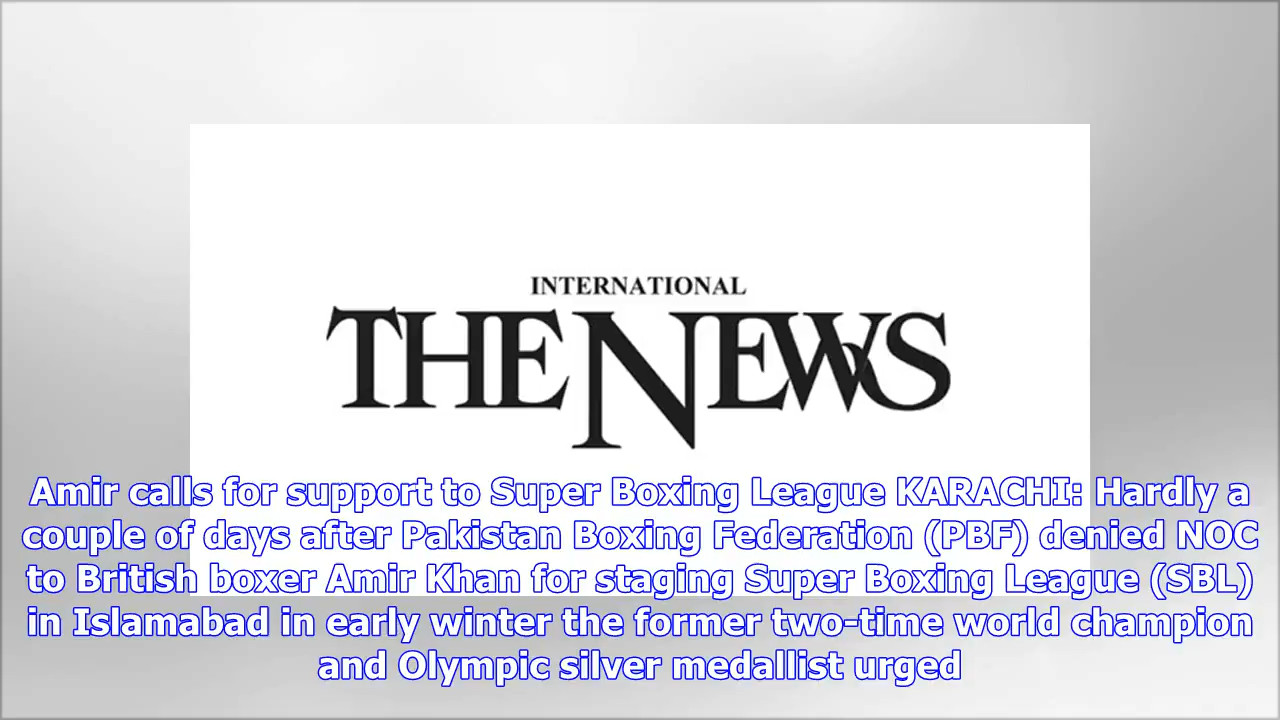 INTERNATIONAL
THE NEWS
Amir calls for support to Super Boxing League KARACHI: Hardly a
couple of days after Pakistan Boxing Federation (PBF) denied NOC
to British boxer Amir Khan for staging Super Boxing League (SBL)
in Islamabad in early winter the former two-time world champion
and Olympic silver medallist urged